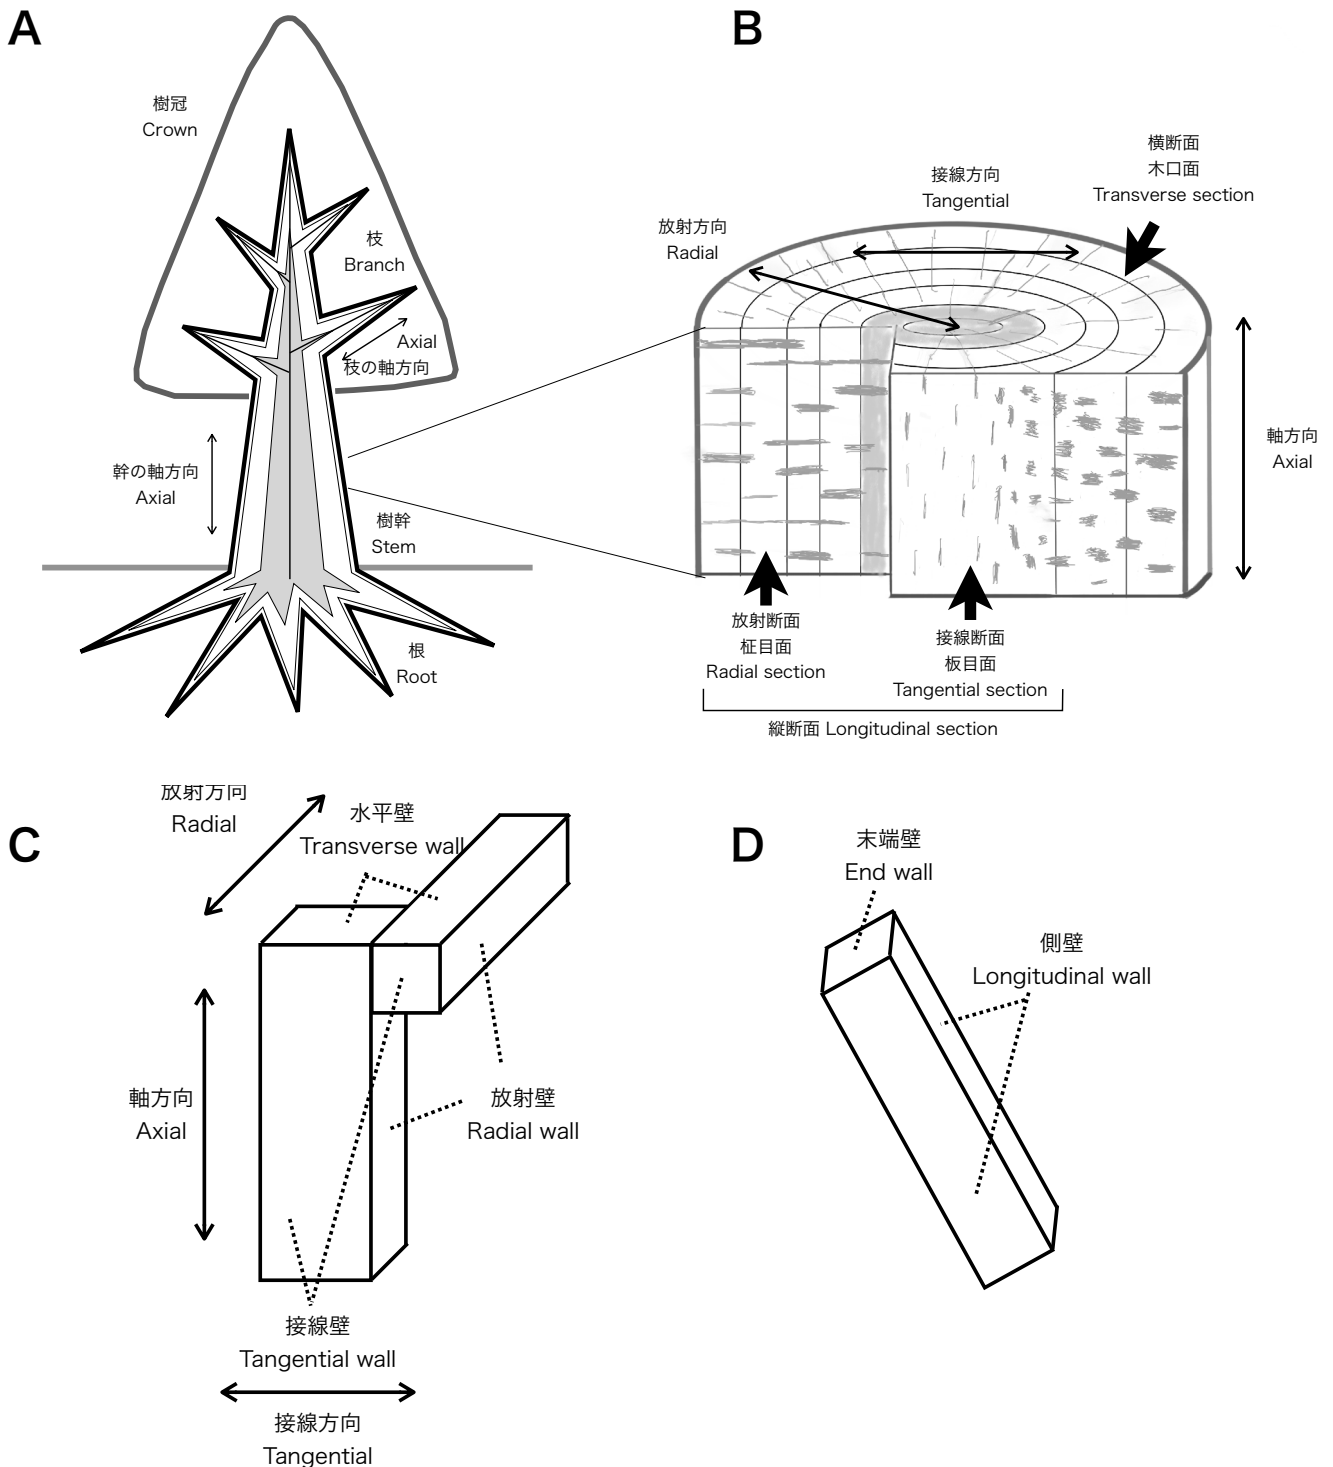 A
樹冠
Crown
枝
Branch
Axial
枝の軸方向
幹の軸方向
Axial
樹幹
Stem
根
Root
B
横断面
木口面
Transverse section
接線方向
Tangential
放射方向
Radial
軸方向
Axial
放射断面
柾目面
Radial section
接線断面
板目面
Tangential section
縦断面 Longitudinal section
C
放射方向
Radial
水平壁
Transverse wall
軸方向
Axial
放射壁
Radial wall
接線壁
Tangential wall
接線方向
Tangential
D
末端壁
End wall
側壁
Longitudinal wall